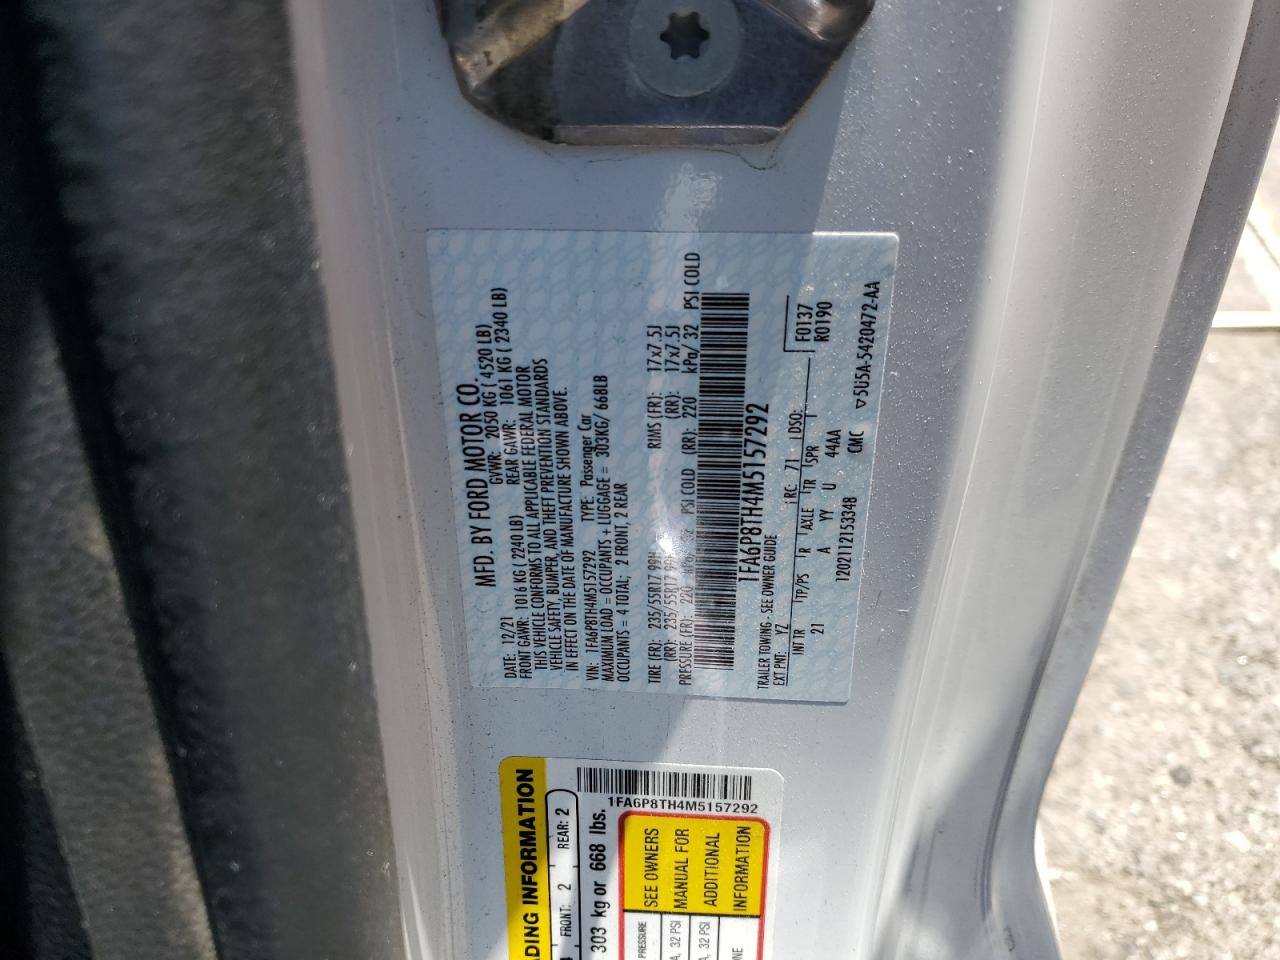 MFD. BY FORD MOTOR CO.
DATE: 12/21 GVWR: 2050 KG ( 4520 LB)
FRONT GAWR: 1016 KG ( 2240 LB) REAR GAWR: 1061 KG ( 2340 LB)
THIS VEHICLE CONFORMS TO ALL APPLICABLE FEDERAL MOTOR
VEHICLE SAFETY, BUMPER, AND THEFT PREVENTION STANDARDS
IN EFFECT ON THE DATE OF MANUFACTURE SHOWN ABOVE.
VIN: 1FA6P8TH4M5157292 TYPE: Passenger Car
MAXIMUM LOAD = OCCUPANTS + LUGGAGE = 303KG/ 668LB
OCCUPANTS = 4 TOTAL; 2 FRONT, 2 REAR
TIRE (FR): 235/55R17 99H RIMS (FR): 17x7.5J
(RR): 235/55R17 (RR): 17x7.5J
PRESSURE (FR): 220 PSI COLD (RR): 220 kPa/ 32 PSI COLD
1FA6P8TH4M5157292
TRAILER TOWING - SEE OWNER GUIDE
EXT PNT: YZ RC: 71 DSO: F0137
INT TR TP/PS R AXLE TR SPR R0190
21 A YY U 44AA
1202112153348 CMC ▽5U5A-5420472-AA
1FA6P8TH4M5157292
ADING INFORMATION
FRONT: 2 REAR: 2
303 kg or 668 lbs.
PRESSURE SEE OWNERS
, 32 PSI MANUAL FOR
, 32 PSI ADDITIONAL
NE INFORMATION